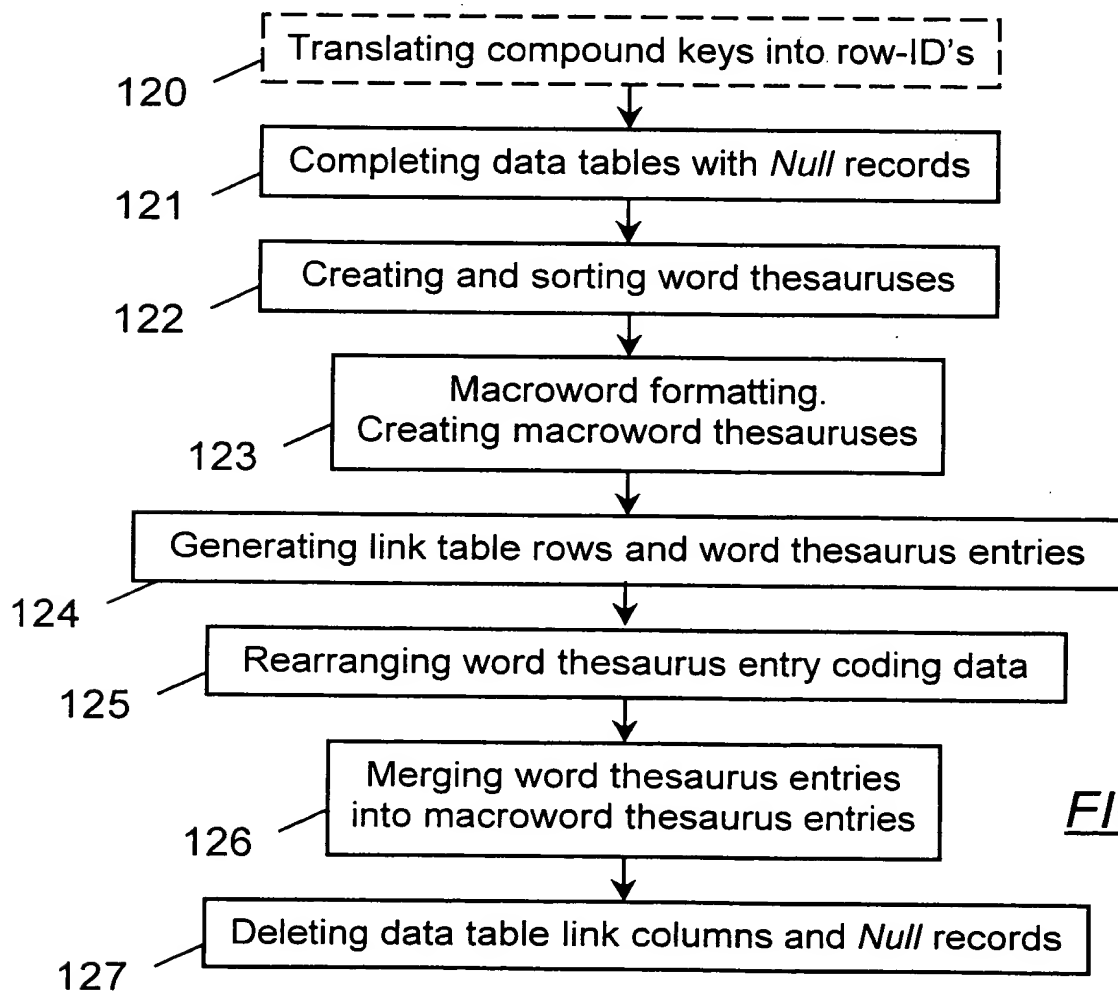 Translating compound keys into row-ID's
120
Completing data tables with Null records
121
Creating and sorting word thesauruses
122
Macroword formatting.
Creating macroword thesauruses
123
Generating link table rows and word thesaurus entries
124
Rearranging word thesaurus entry coding data
125
Merging word thesaurus entries
into macroword thesaurus entries
126
FI
Deleting data table link columns and Null records
127